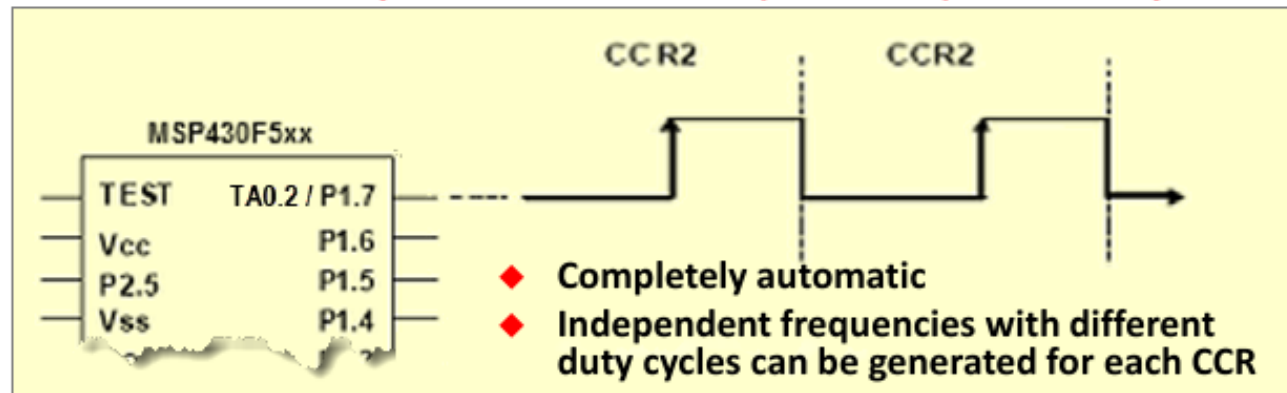 CCR2
CCR2
MSP430F5xx
TEST
TA0.2 / P1.7
Vcc
P1.6
P2.5
P1.5
Vss
P1.4
◆ Completely automatic
◆ Independent frequencies with different
duty cycles can be generated for each CCR